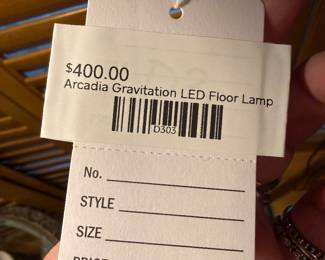 $400.00
Arcadia Gravitation LED Floor Lamp
D303
No.
STYLE
SIZE